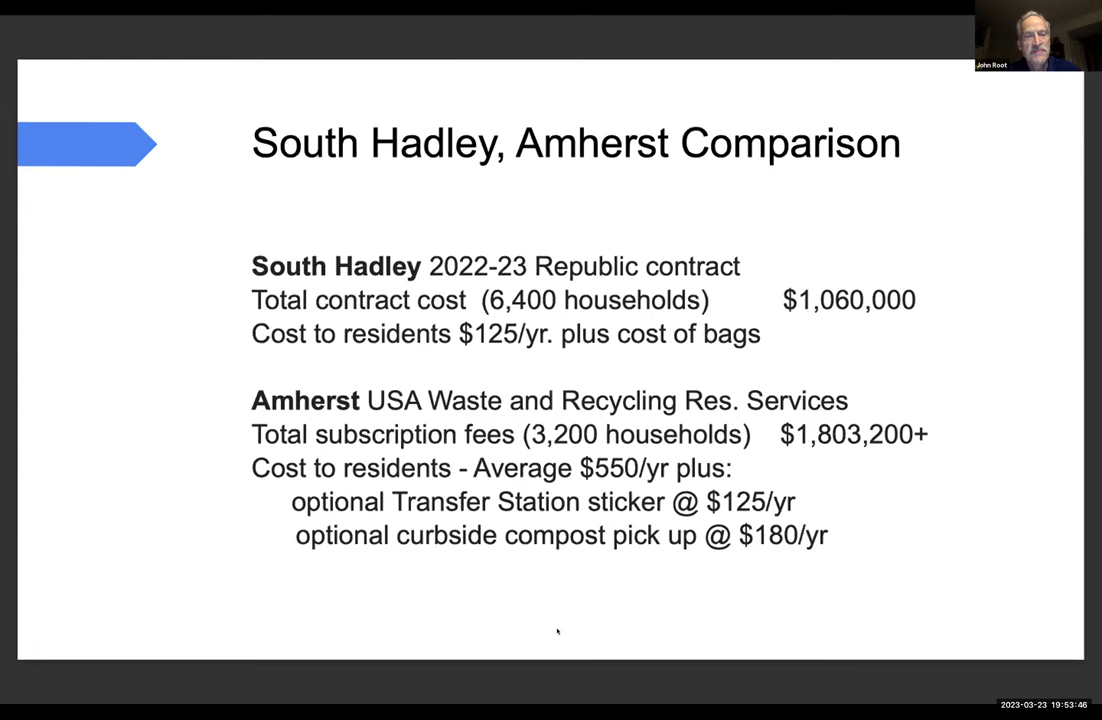 John Root
South Hadley, Amherst Comparison
South Hadley 2022-23 Republic contract
Total contract cost (6,400 households) $1,060,000
Cost to residents $125/yr. plus cost of bags
Amherst USA Waste and Recycling Res. Services
Total subscription fees (3,200 households) $1,803,200+
Cost to residents - Average $550/yr plus:
optional Transfer Station sticker @ $125/yr
optional curbside compost pick up @ $180/yr
2023-03-23 19:53:46